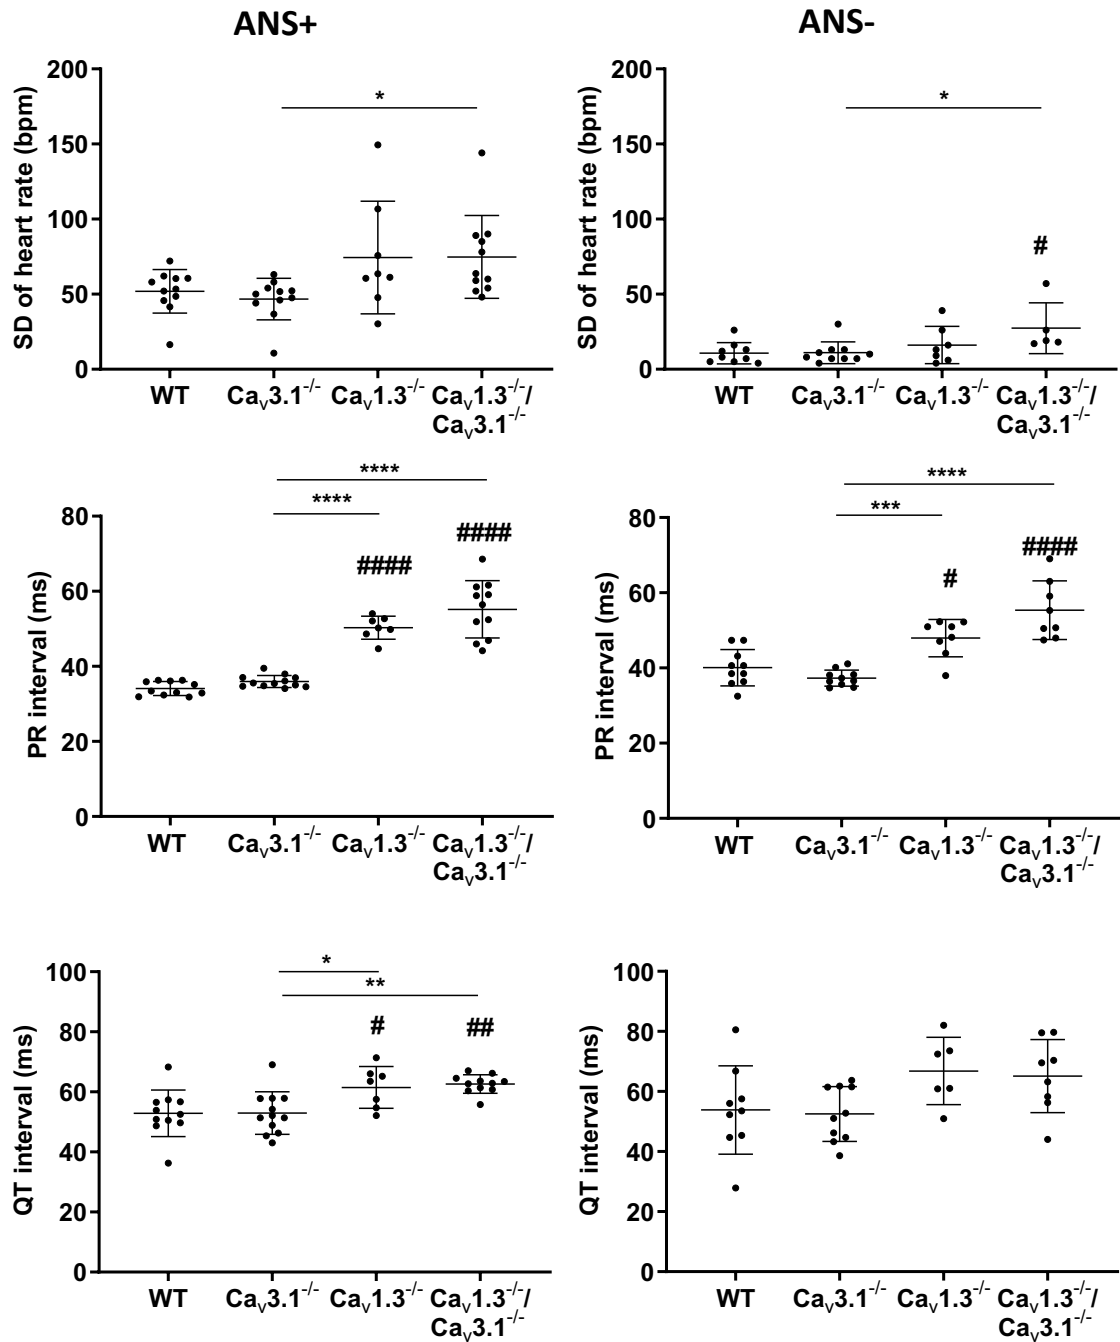 ANS+
ANS-
SD of heart rate (bpm)
200
150
100
50
0
*
WT
Caᵥ3.1⁻/⁻
Caᵥ1.3⁻/⁻
Caᵥ1.3⁻/⁻/
Caᵥ3.1⁻/⁻
SD of heart rate (bpm)
200
150
100
50
0
*
#
WT
Caᵥ3.1⁻/⁻
Caᵥ1.3⁻/⁻
Caᵥ1.3⁻/⁻/
Caᵥ3.1⁻/⁻
PR interval (ms)
80
60
40
20
0
****
****
####
####
WT
Caᵥ3.1⁻/⁻
Caᵥ1.3⁻/⁻
Caᵥ1.3⁻/⁻/
Caᵥ3.1⁻/⁻
PR interval (ms)
80
60
40
20
0
****
***
#
####
WT
Caᵥ3.1⁻/⁻
Caᵥ1.3⁻/⁻
Caᵥ1.3⁻/⁻/
Caᵥ3.1⁻/⁻
QT interval (ms)
100
80
60
40
20
0
*
**
#
##
WT
Caᵥ3.1⁻/⁻
Caᵥ1.3⁻/⁻
Caᵥ1.3⁻/⁻/
Caᵥ3.1⁻/⁻
QT interval (ms)
100
80
60
40
20
0
WT
Caᵥ3.1⁻/⁻
Caᵥ1.3⁻/⁻
Caᵥ1.3⁻/⁻/
Caᵥ3.1⁻/⁻